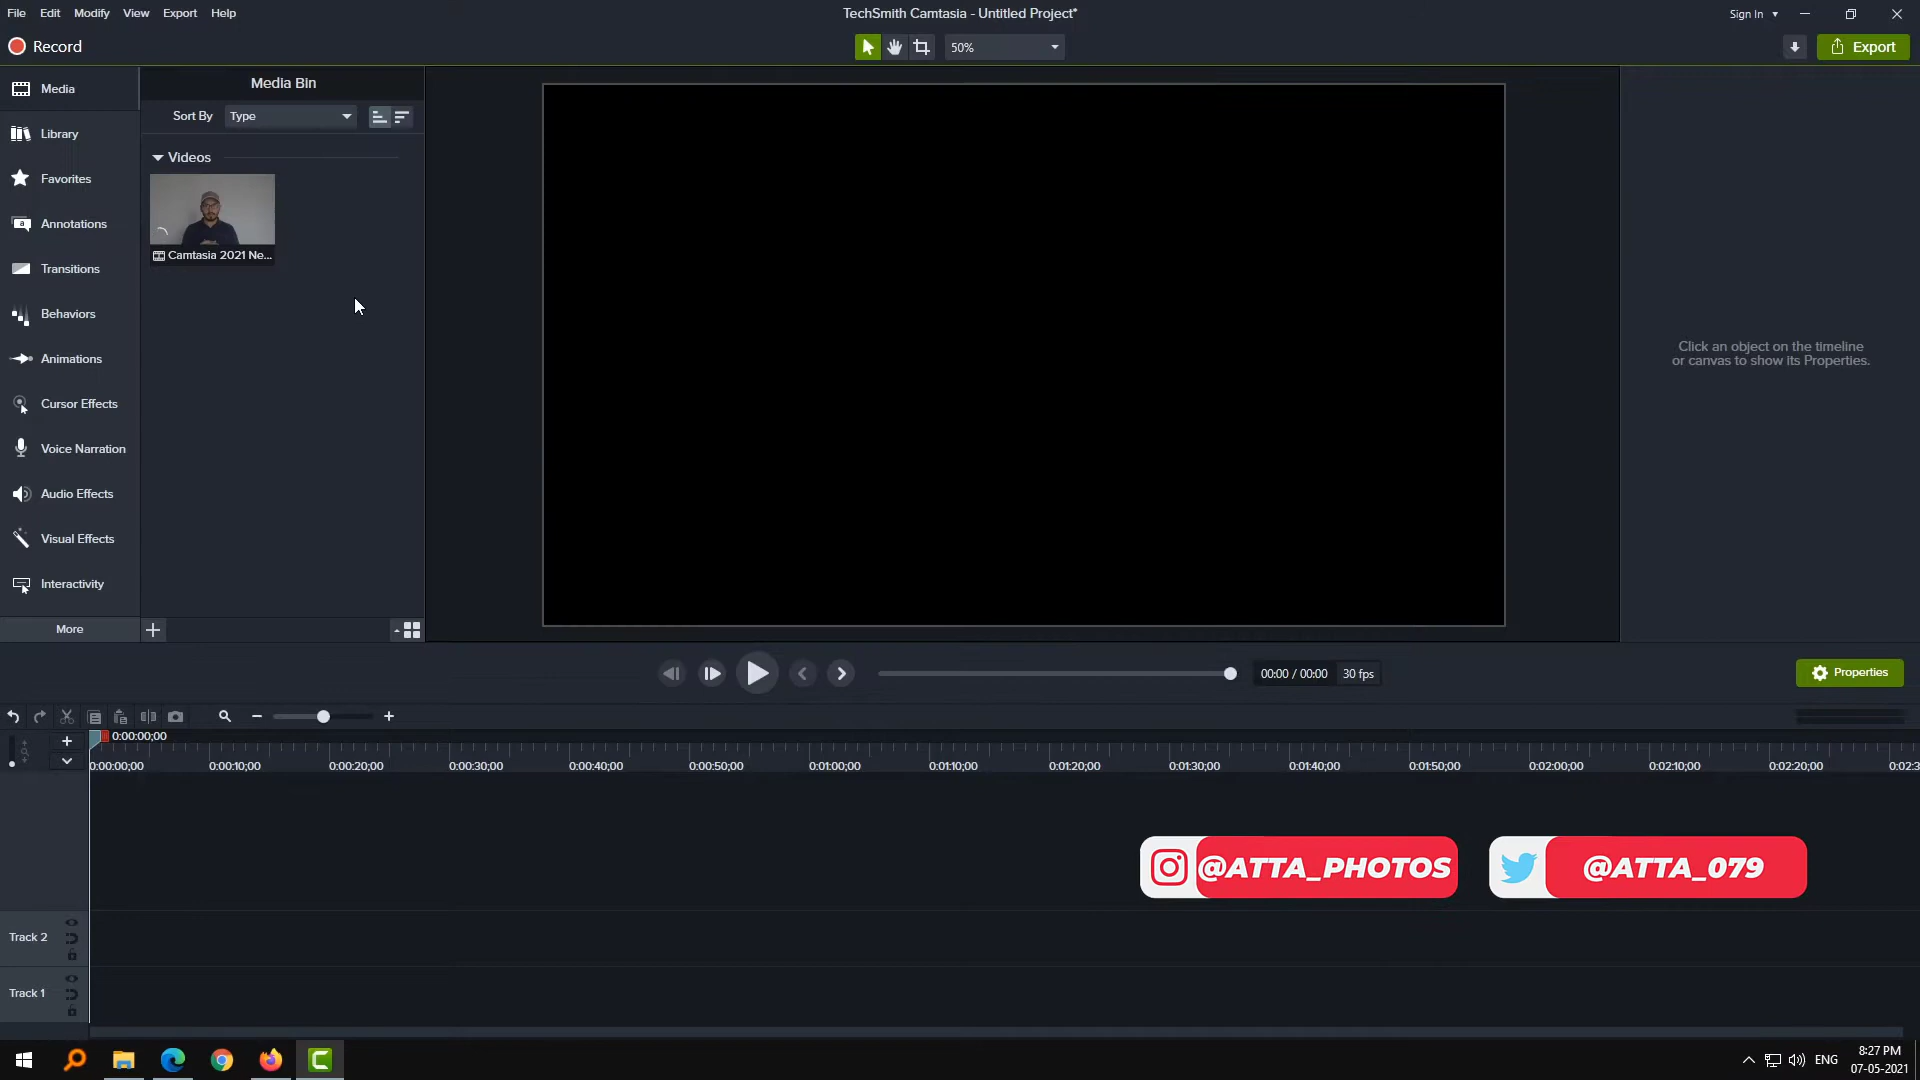 File Edit Modify View Export Help
TechSmith Camtasia - Untitled Project*
Sign In
Record
50%
Export
Media
Library
Favorites
Annotations
Transitions
Behaviors
Animations
Cursor Effects
Voice Narration
Audio Effects
Visual Effects
Interactivity
More
Media Bin
Sort By Type
Videos
Camtasia 2021 Ne...
Click an object on the timeline
or canvas to show its Properties.
00:00 / 00:00 30 fps
Properties
0:00:00;00
0:00:00;00 0:00:10;00 0:00:20;00 0:00:30;00 0:00:40;00 0:00:50;00 0:01:00;00 0:01:10;00 0:01:20;00 0:01:30;00 0:01:40;00 0:01:50;00 0:02:00;00 0:02:10;00 0:02:20;00 0:02:3
@ATTA_PHOTOS
@ATTA_079
Track 2
Track 1
ENG
8:27 PM
07-05-2021